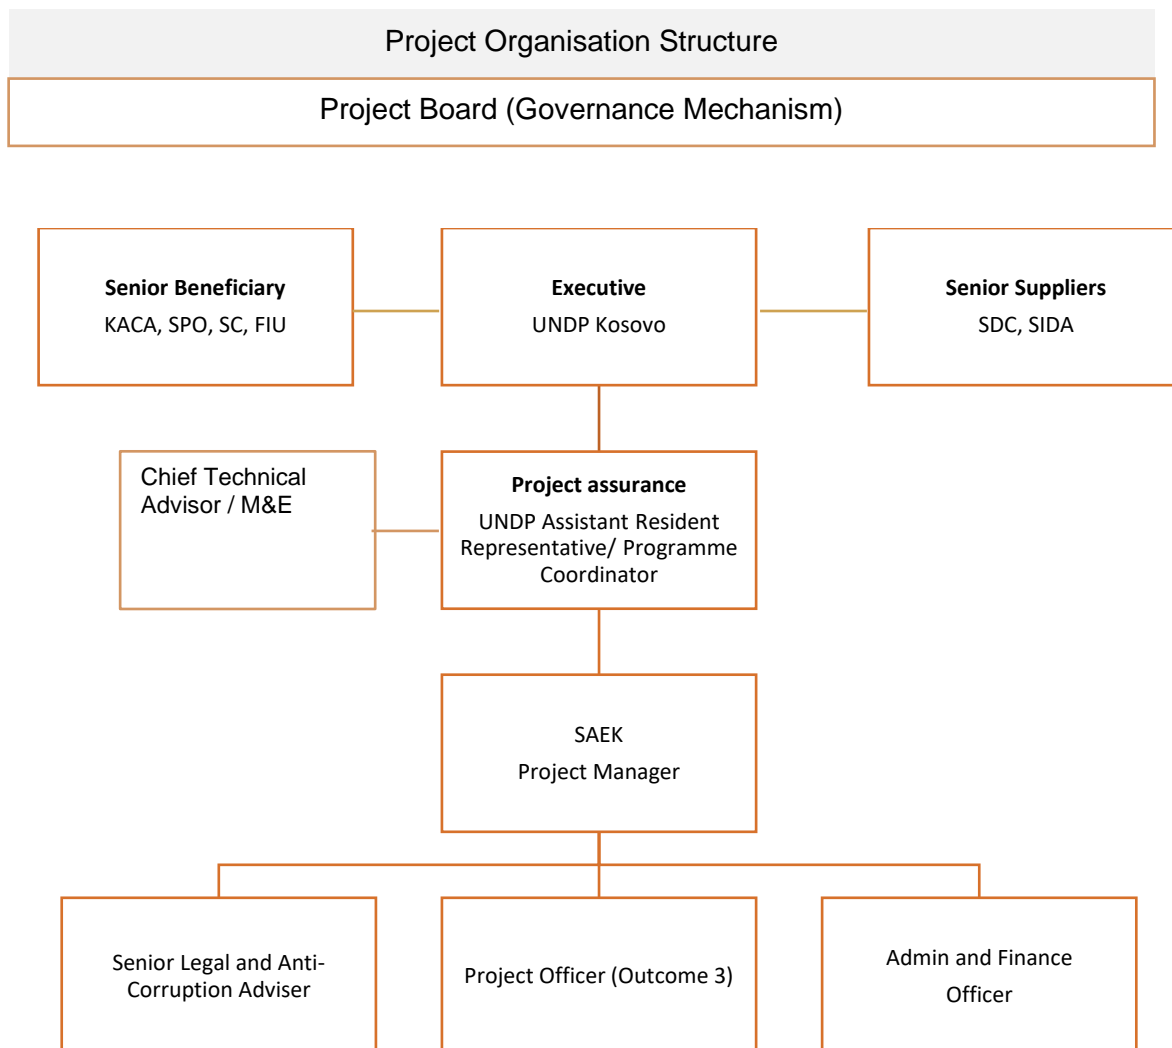 Project Organisation Structure
Project Board (Governance Mechanism)
Senior Beneficiary
KACA, SPO, SC, FIU
Executive
UNDP Kosovo
Senior Suppliers
SDC, SIDA
Chief Technical
Advisor / M&E
Project assurance
UNDP Assistant Resident
Representative/ Programme
Coordinator
SAEK
Project Manager
Senior Legal and Anti-
Corruption Adviser
Project Officer (Outcome 3)
Admin and Finance
Officer